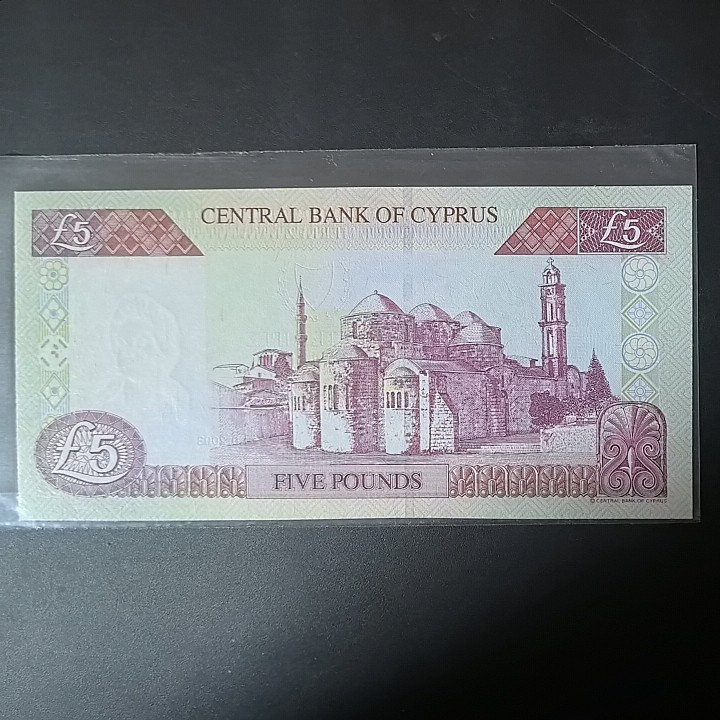 CENTRAL BANK OF CYPRUS
£5
£5
£5
FIVE POUNDS
© CENTRAL BANK OF CYPRUS